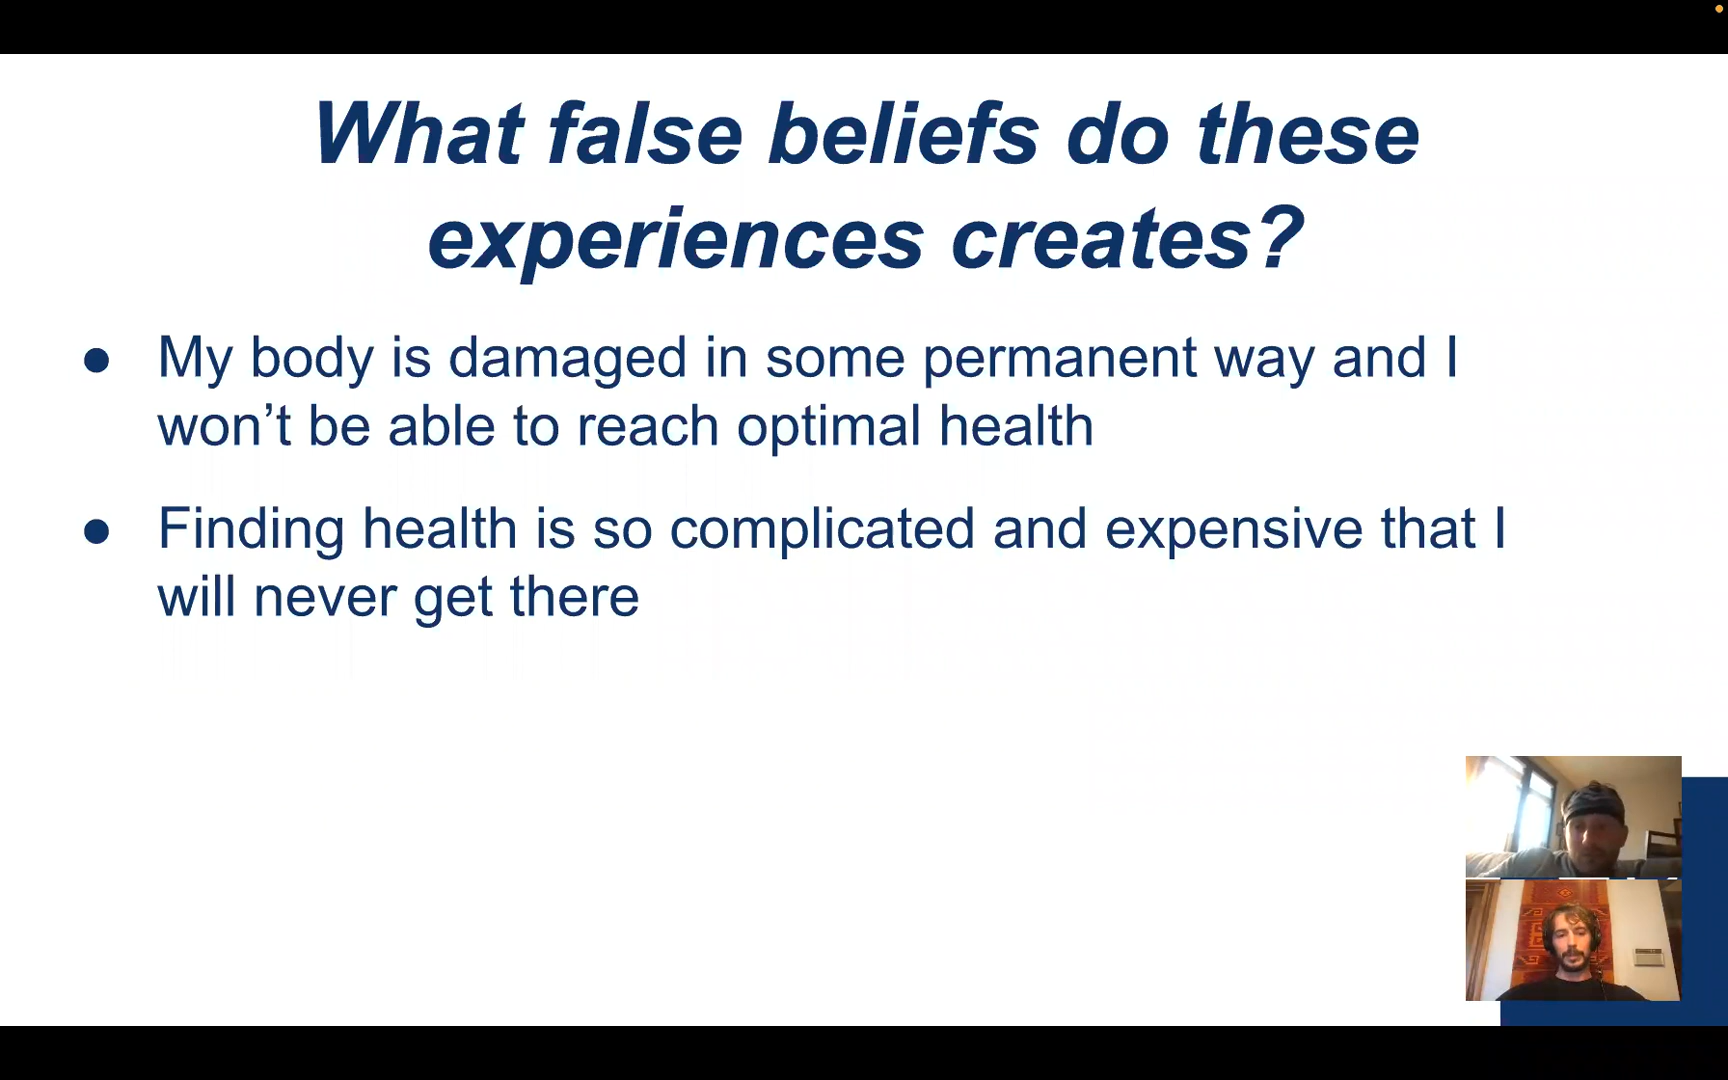 What false beliefs do these
experiences creates?
● My body is damaged in some permanent way and I
won’t be able to reach optimal health
● Finding health is so complicated and expensive that I
will never get there